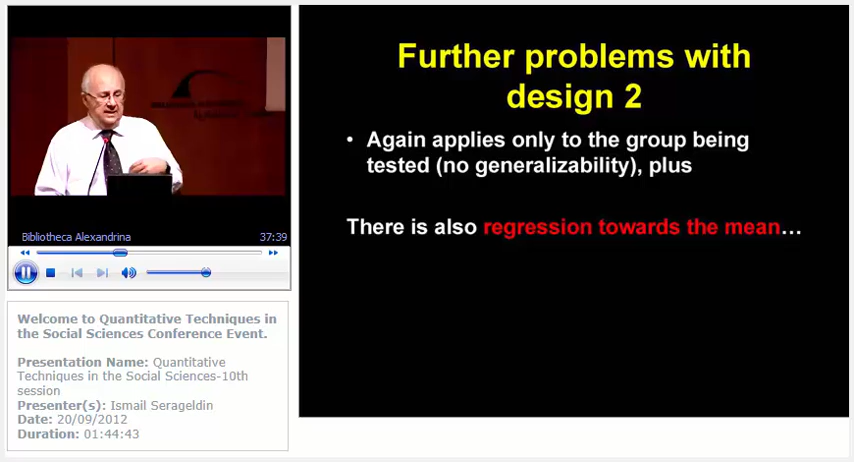 Bibliotheca Alexandrina 37:39
Welcome to Quantitative Techniques in
the Social Sciences Conference Event.
Presentation Name: Quantitative
Techniques in the Social Sciences-10th
session
Presenter(s): Ismail Serageldin
Date: 20/09/2012
Duration: 01:44:43
Further problems with
design 2
• Again applies only to the group being
tested (no generalizability), plus
There is also regression towards the mean...